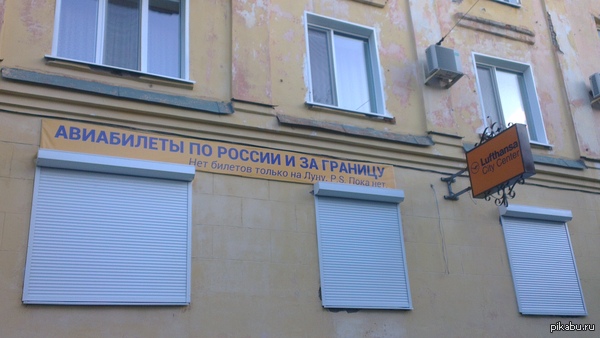 АВИАБИЛЕТЫ ПО РОССИИ И ЗА ГРАНИЦУ
Нет билетов только на Луну. P.S. Пока нет
Lufthansa
City Center
pikabu.ru